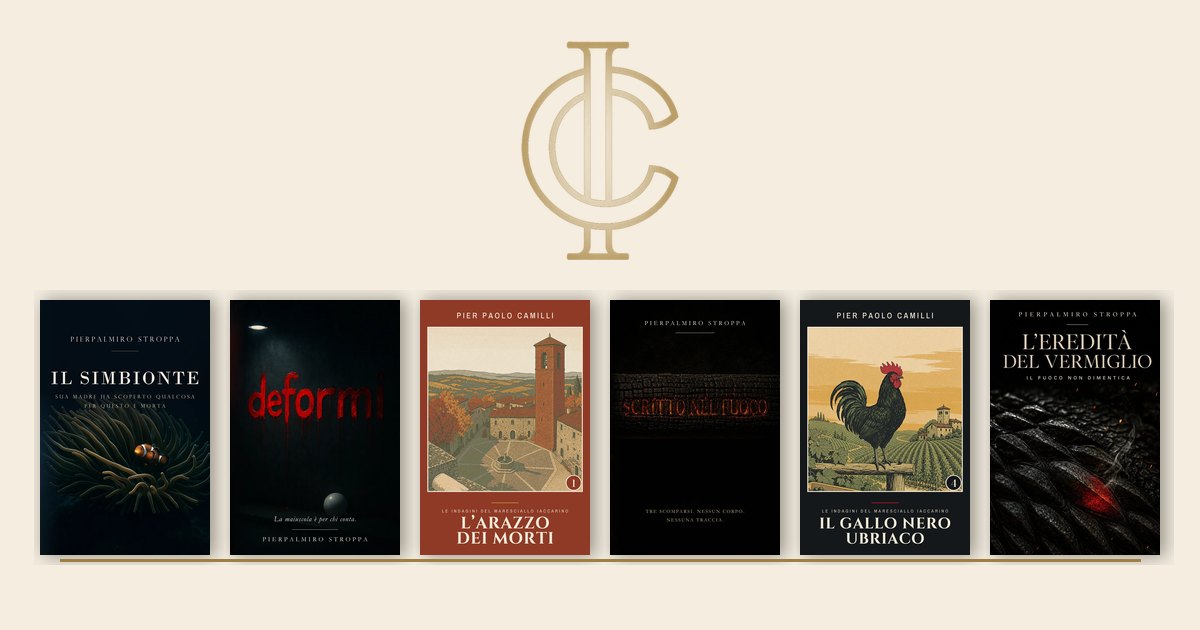 IC
PIERPALMIRO STROPPA
IL SIMBIONTE
SUA MADRE HA SCOPERTO QUALCOSA
PER QUESTO È MORTA
deformi
La maiuscola è per chi conta.
PIERPALMIRO STROPPA
PIER PAOLO CAMILLI
1
LE INDAGINI DEL MARESCIALLO IACCARINO
L'ARAZZO
DEI MORTI
PIERPALMIRO STROPPA
SCRITTO NEL FUOCO
TRE SCOMPARSI. NESSUN CORPO.
NESSUNA TRACCIA.
PIER PAOLO CAMILLI
4
LE INDAGINI DEL MARESCIALLO IACCARINO
IL GALLO NERO
UBRIACO
PIERPALMIRO STROPPA
L'EREDITÀ
DEL VERMIGLIO
IL FUOCO NON DIMENTICA